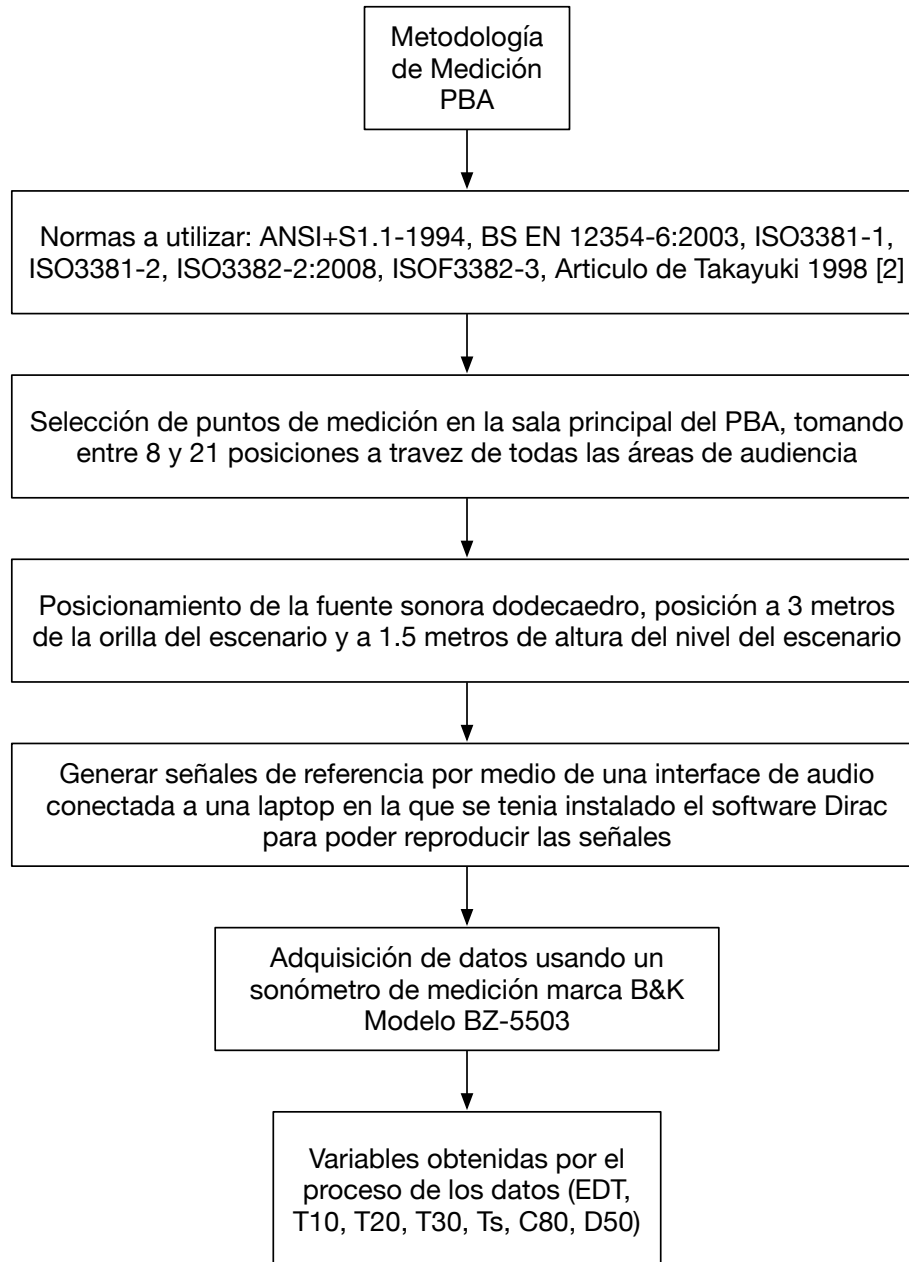 Metodología
de Medición
PBA
Normas a utilizar: ANSI+S1.1-1994, BS EN 12354-6:2003, ISO3381-1,
ISO3381-2, ISO3382-2:2008, ISOF3382-3, Articulo de Takayuki 1998 [2]
Selección de puntos de medición en la sala principal del PBA, tomando
entre 8 y 21 posiciones a travez de todas las áreas de audiencia
Posicionamiento de la fuente sonora dodecaedro, posición a 3 metros
de la orilla del escenario y a 1.5 metros de altura del nivel del escenario
Generar señales de referencia por medio de una interface de audio
conectada a una laptop en la que se tenia instalado el software Dirac
para poder reproducir las señales
Adquisición de datos usando un
sonómetro de medición marca B&K
Modelo BZ-5503
Variables obtenidas por el
proceso de los datos (EDT,
T10, T20, T30, Ts, C80, D50)